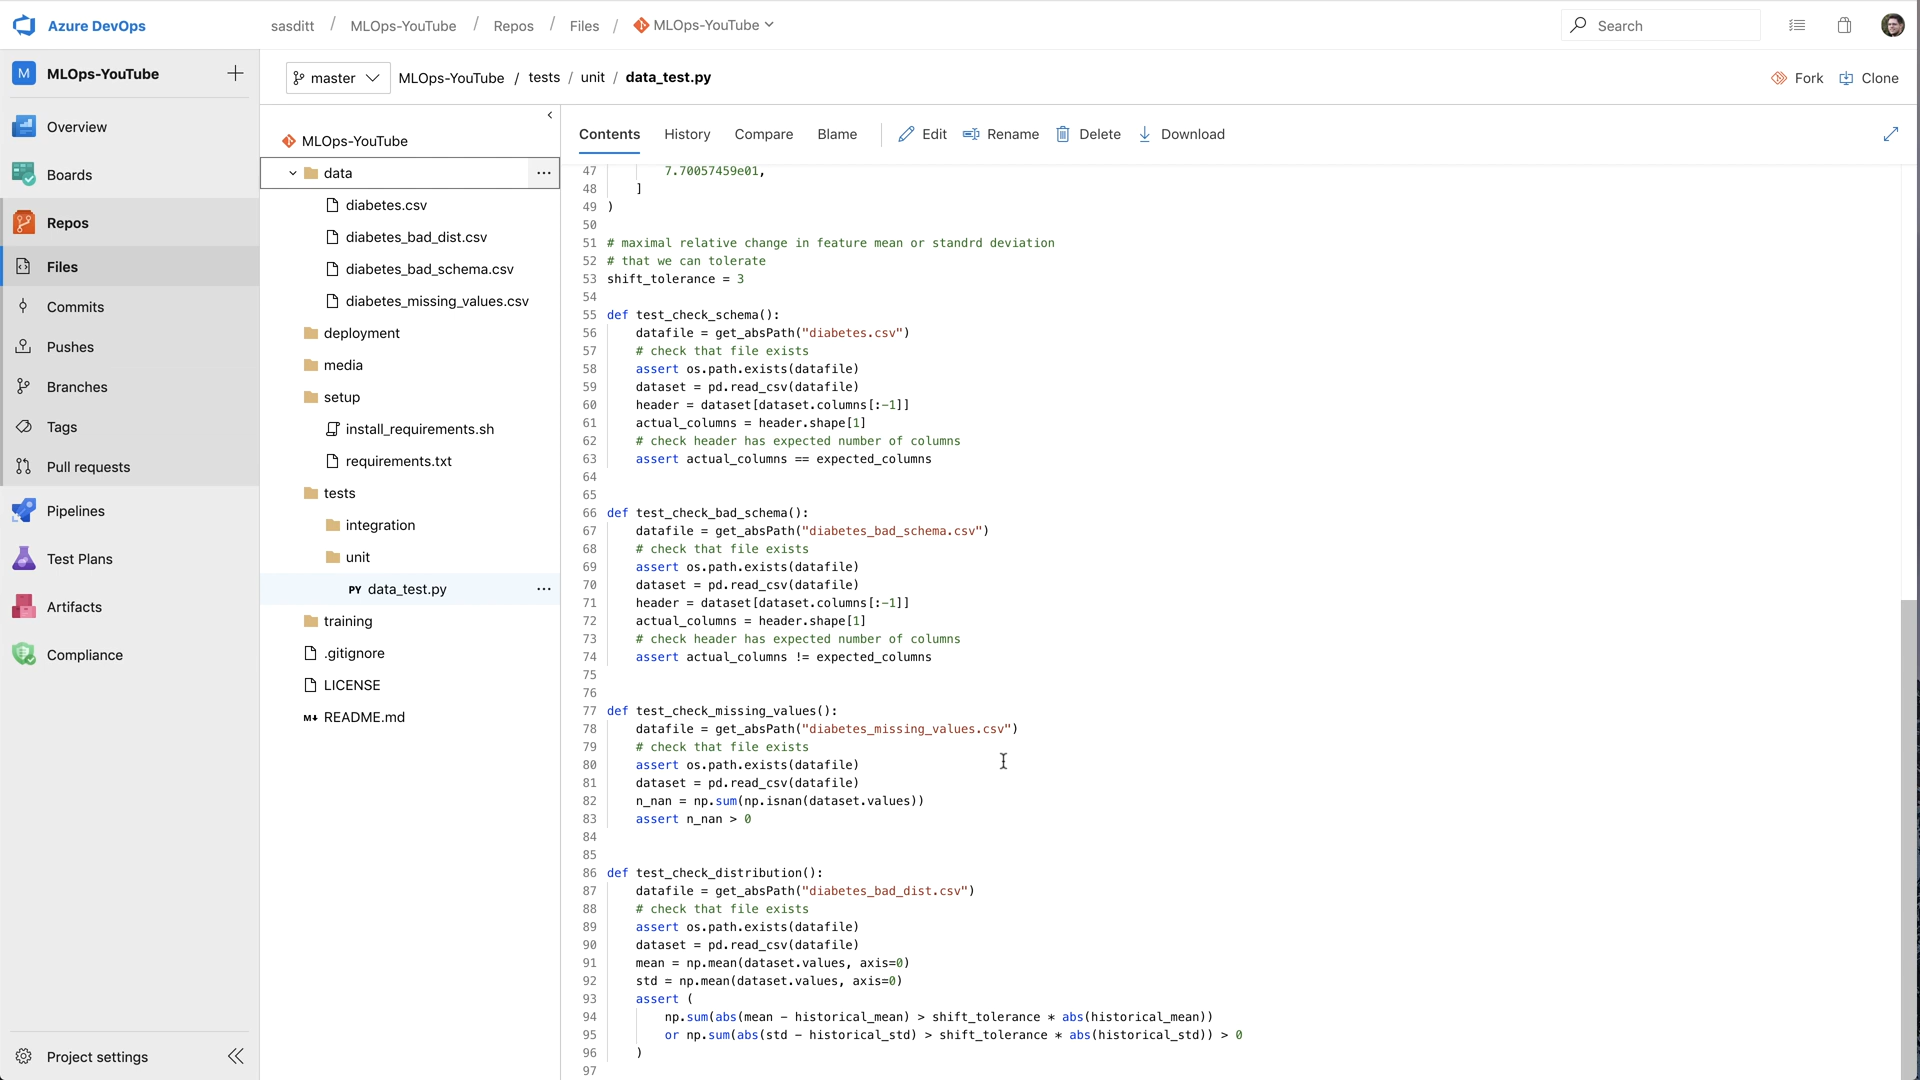 Azure DevOps
sasditt / MLOps-YouTube / Repos / Files / MLOps-YouTube
Search
M MLOps-YouTube
Overview
Boards
Repos
Files
Commits
Pushes
Branches
Tags
Pull requests
Pipelines
Test Plans
Artifacts
Compliance
Project settings
master
MLOps-YouTube / tests / unit / data_test.py
Fork
Clone
MLOps-YouTube
data
diabetes.csv
diabetes_bad_dist.csv
diabetes_bad_schema.csv
diabetes_missing_values.csv
deployment
media
setup
install_requirements.sh
requirements.txt
tests
integration
unit
PY data_test.py
training
.gitignore
LICENSE
M↓ README.md
Contents History Compare Blame Edit Rename Delete Download
47         7.70057459e01,
48     ]
49 )
50
51 # maximal relative change in feature mean or standrd deviation
52 # that we can tolerate
53 shift_tolerance = 3
54
55 def test_check_schema():
56     datafile = get_absPath("diabetes.csv")
57     # check that file exists
58     assert os.path.exists(datafile)
59     dataset = pd.read_csv(datafile)
60     header = dataset[dataset.columns[:-1]]
61     actual_columns = header.shape[1]
62     # check header has expected number of columns
63     assert actual_columns == expected_columns
64
65
66 def test_check_bad_schema():
67     datafile = get_absPath("diabetes_bad_schema.csv")
68     # check that file exists
69     assert os.path.exists(datafile)
70     dataset = pd.read_csv(datafile)
71     header = dataset[dataset.columns[:-1]]
72     actual_columns = header.shape[1]
73     # check header has expected number of columns
74     assert actual_columns != expected_columns
75
76
77 def test_check_missing_values():
78     datafile = get_absPath("diabetes_missing_values.csv")
79     # check that file exists
80     assert os.path.exists(datafile)
81     dataset = pd.read_csv(datafile)
82     n_nan = np.sum(np.isnan(dataset.values))
83     assert n_nan > 0
84
85
86 def test_check_distribution():
87     datafile = get_absPath("diabetes_bad_dist.csv")
88     # check that file exists
89     assert os.path.exists(datafile)
90     dataset = pd.read_csv(datafile)
91     mean = np.mean(dataset.values, axis=0)
92     std = np.mean(dataset.values, axis=0)
93     assert (
94         np.sum(abs(mean - historical_mean) > shift_tolerance * abs(historical_mean))
95         or np.sum(abs(std - historical_std) > shift_tolerance * abs(historical_std)) > 0
96     )
97